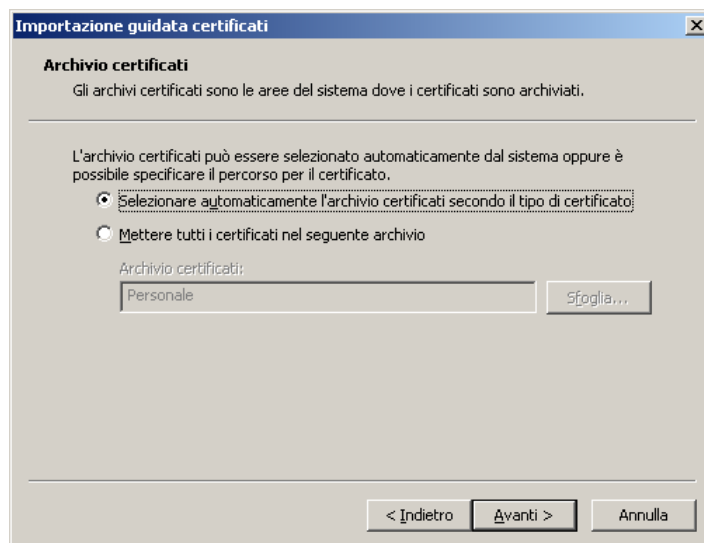 Importazione guidata certificati
Archivio certificati
Gli archivi certificati sono le aree del sistema dove i certificati sono archiviati.
L'archivio certificati può essere selezionato automaticamente dal sistema oppure è
possibile specificare il percorso per il certificato.
Selezionare automaticamente l'archivio certificati secondo il tipo di certificato
Mettere tutti i certificati nel seguente archivio
Archivio certificati:
Personale
Sfoglia...
< Indietro
Avanti >
Annulla